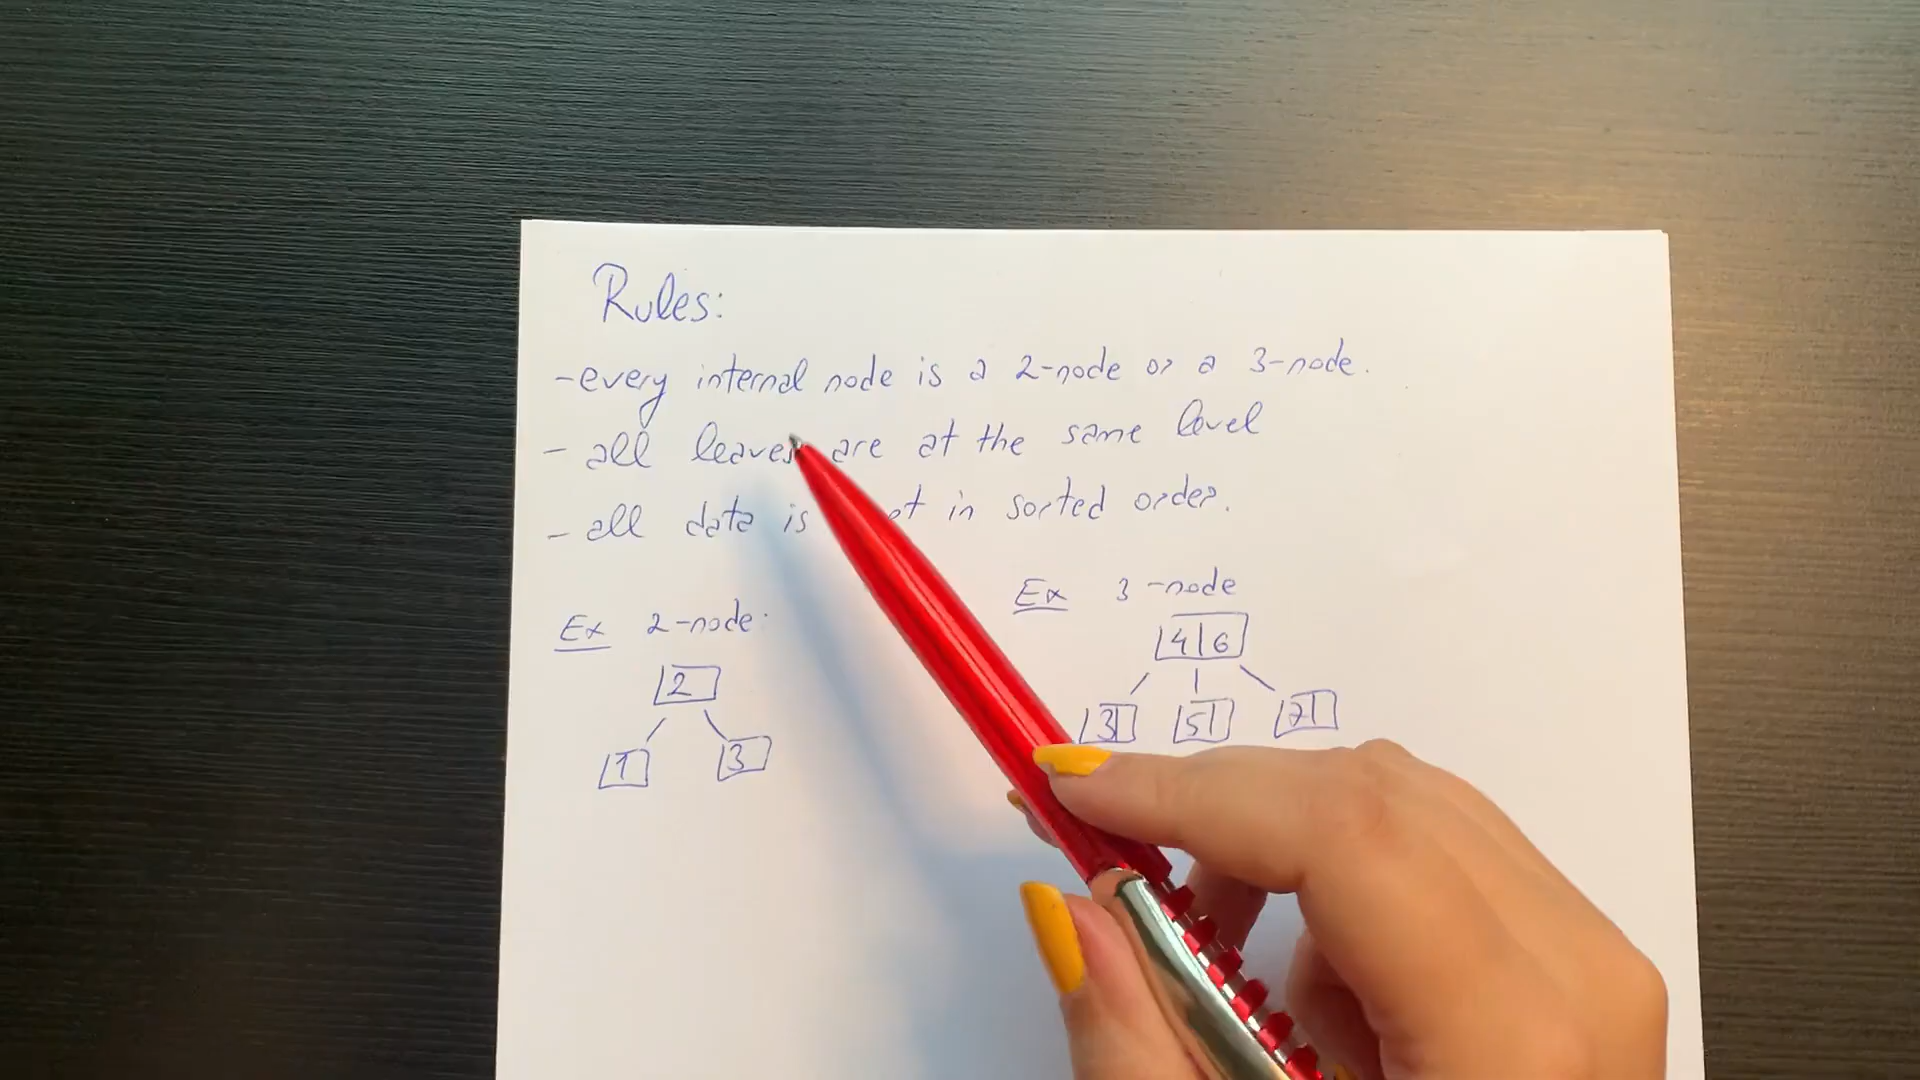 Rules:
-every internal node is a 2-node or a 3-node.
- all leaves are at the same level
- all data is in sorted order.
Ex 2-node:
2
1 3
Ex 3-node
4|6
3| 5|